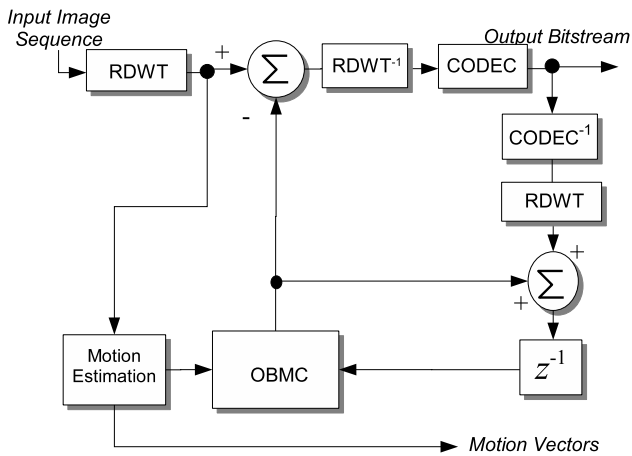 Input Image
Sequence
Output Bitstream
+
RDWT
Σ
RDWT-1
CODEC
-
CODEC-1
RDWT
+
Σ
+
Motion
Estimation
OBMC
z-1
Motion Vectors